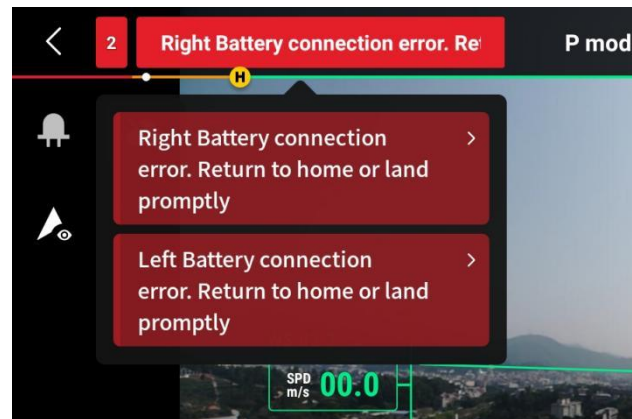 2
Right Battery connection error.
P mod
H
Right Battery connection
error. Return to home or land
promptly
Left Battery connection
error. Return to home or land
promptly
SPD
m/s
00.0